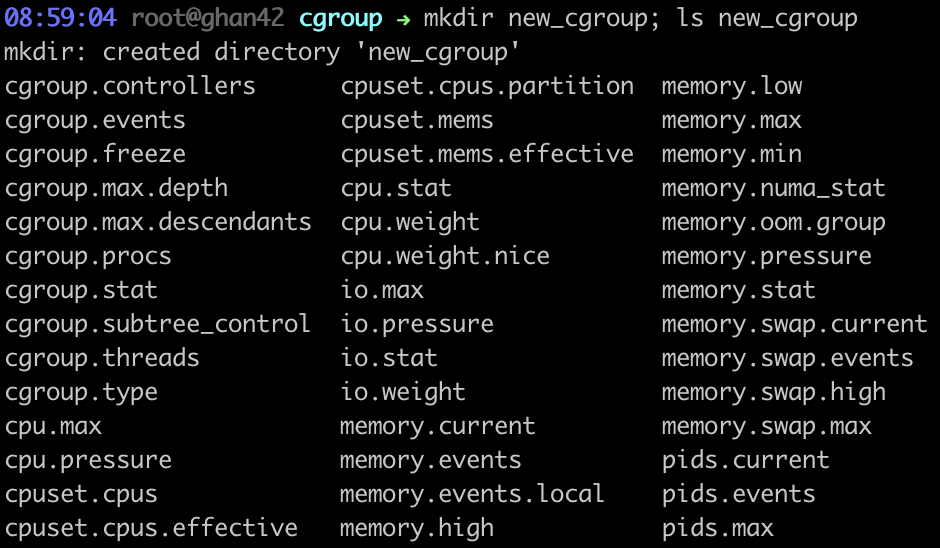 08:59:04 root@ghan42 cgroup → mkdir new_cgroup; ls new_cgroup
mkdir: created directory 'new_cgroup'
cgroup.controllers cpuset.cpus.partition memory.low
cgroup.events cpuset.mems memory.max
cgroup.freeze cpuset.mems.effective memory.min
cgroup.max.depth cpu.stat memory.numa_stat
cgroup.max.descendants cpu.weight memory.oom.group
cgroup.procs cpu.weight.nice memory.pressure
cgroup.stat io.max memory.stat
cgroup.subtree_control io.pressure memory.swap.current
cgroup.threads io.stat memory.swap.events
cgroup.type io.weight memory.swap.high
cpu.max memory.current memory.swap.max
cpu.pressure memory.events pids.current
cpuset.cpus memory.events.local pids.events
cpuset.cpus.effective memory.high pids.max